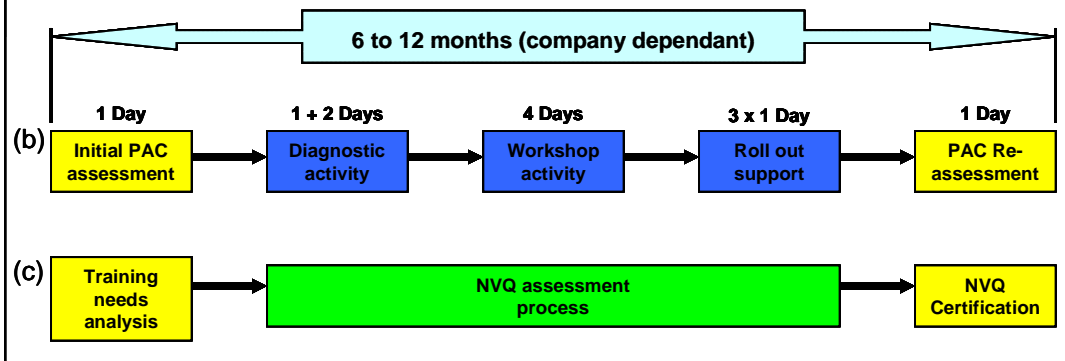 6 to 12 months (company dependant)
1 Day
1 + 2 Days
4 Days
3 x 1 Day
1 Day
(b)
Initial PAC
assessment
Diagnostic
activity
Workshop
activity
Roll out
support
PAC Re-
assessment
(c)
Training
needs
analysis
NVQ assessment
process
NVQ
Certification